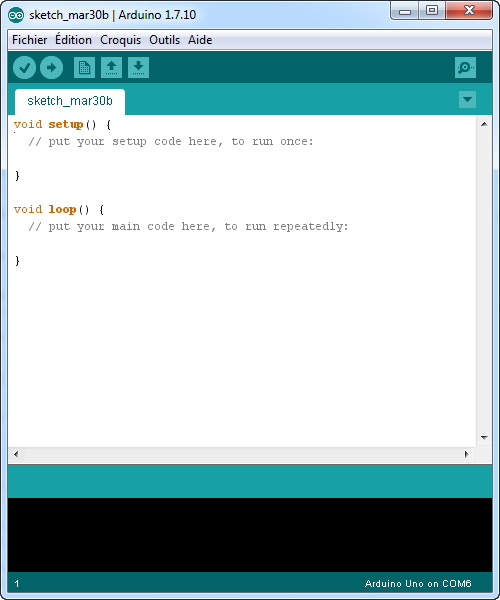 sketch_mar30b | Arduino 1.7.10
Fichier Édition Croquis Outils Aide
sketch_mar30b
void setup() {
  // put your setup code here, to run once:
}
void loop() {
  // put your main code here, to run repeatedly:
}
1 Arduino Uno on COM6